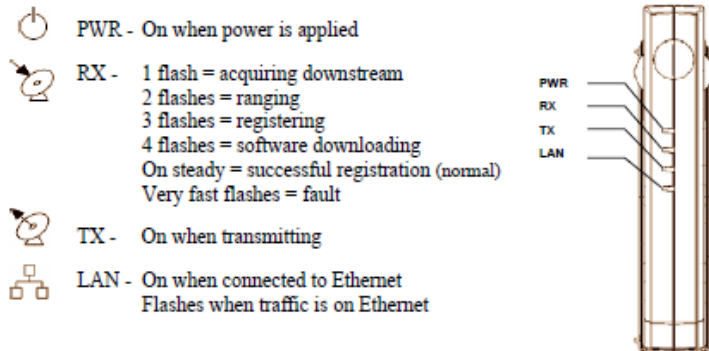 PWR - On when power is applied
RX - 1 flash = acquiring downstream
2 flashes = ranging
3 flashes = registering
4 flashes = software downloading
On steady = successful registration (normal)
Very fast flashes = fault
TX - On when transmitting
LAN - On when connected to Ethernet
Flashes when traffic is on Ethernet
PWR
RX
TX
LAN